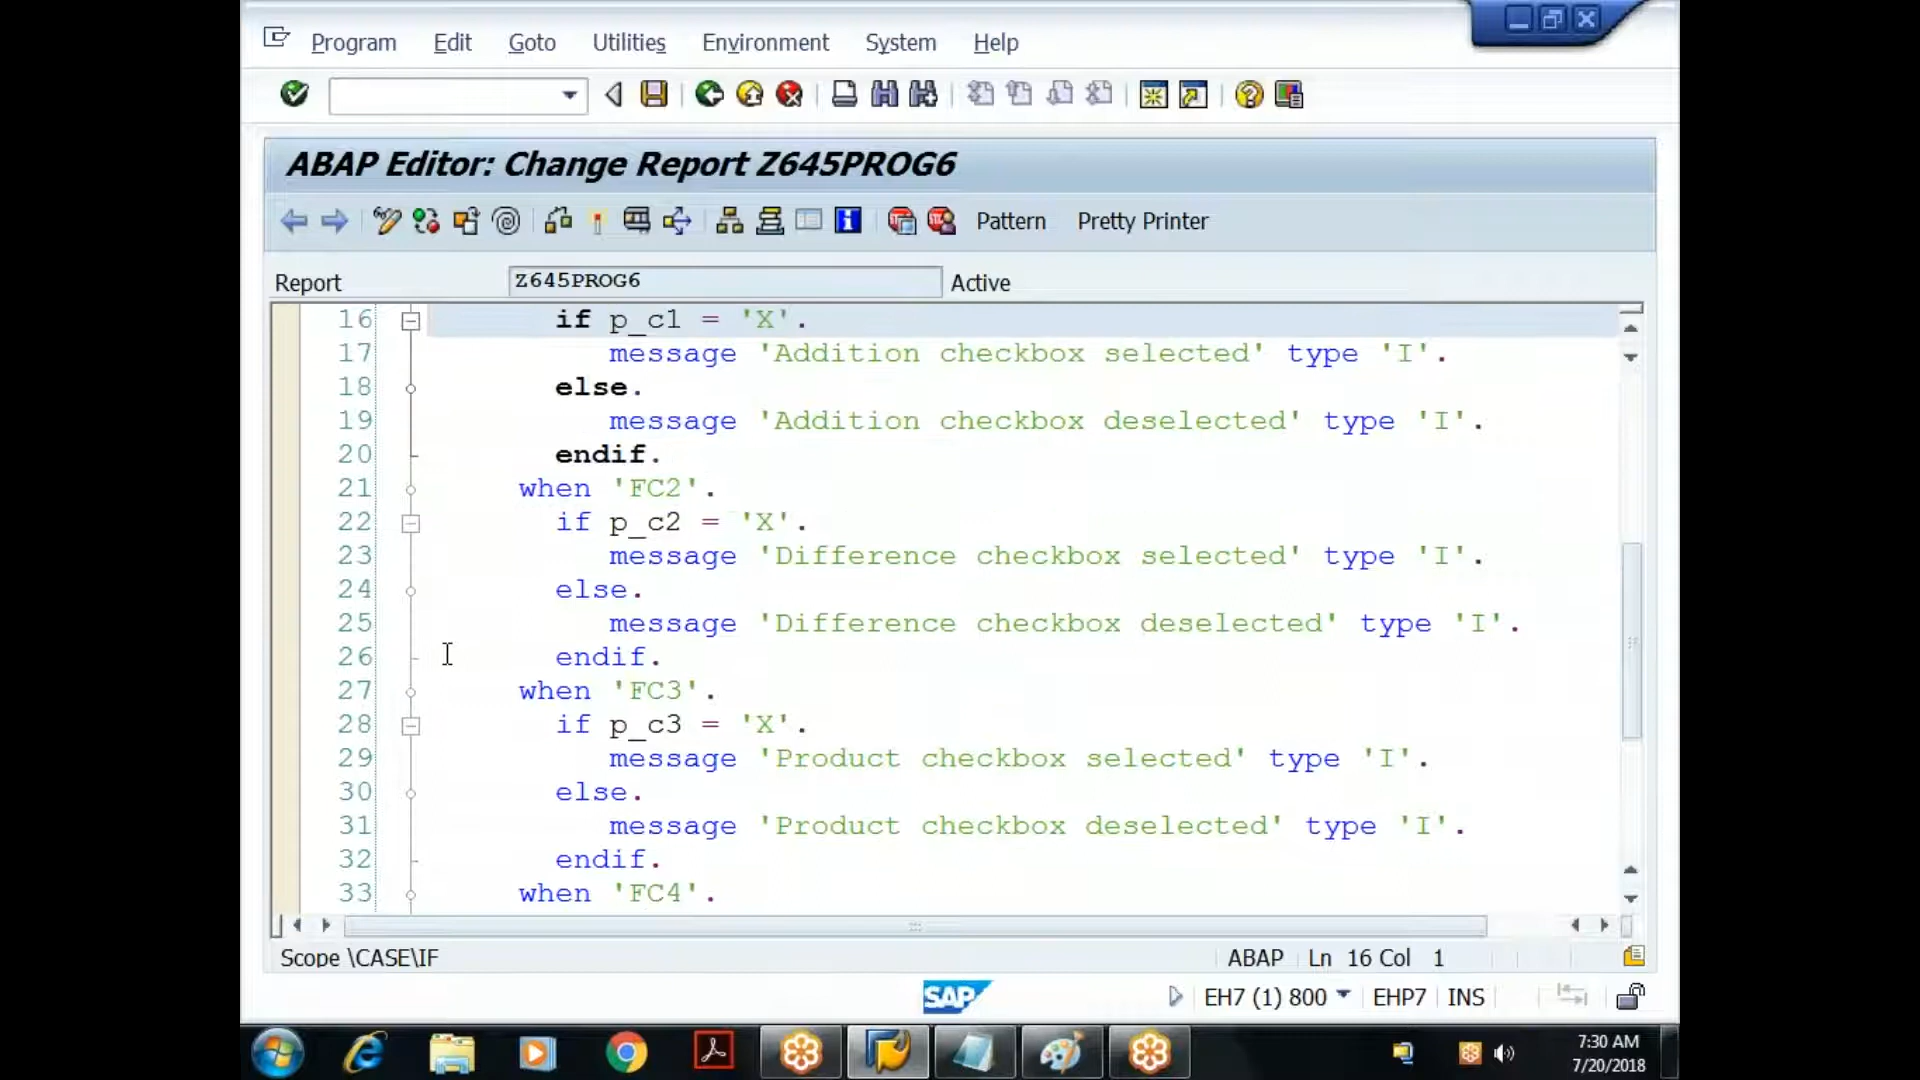 Program Edit Goto Utilities Environment System Help
ABAP Editor: Change Report Z645PROG6
Pattern Pretty Printer
Report Z645PROG6 Active
16 if p_c1 = 'X'.
17 message 'Addition checkbox selected' type 'I'.
18 else.
19 message 'Addition checkbox deselected' type 'I'.
20 endif.
21 when 'FC2'.
22 if p_c2 = 'X'.
23 message 'Difference checkbox selected' type 'I'.
24 else.
25 message 'Difference checkbox deselected' type 'I'.
26 endif.
27 when 'FC3'.
28 if p_c3 = 'X'.
29 message 'Product checkbox selected' type 'I'.
30 else.
31 message 'Product checkbox deselected' type 'I'.
32 endif.
33 when 'FC4'.
Scope \CASE\IF ABAP Ln 16 Col 1
SAP EH7 (1) 800 EHP7 INS
7:30 AM
7/20/2018